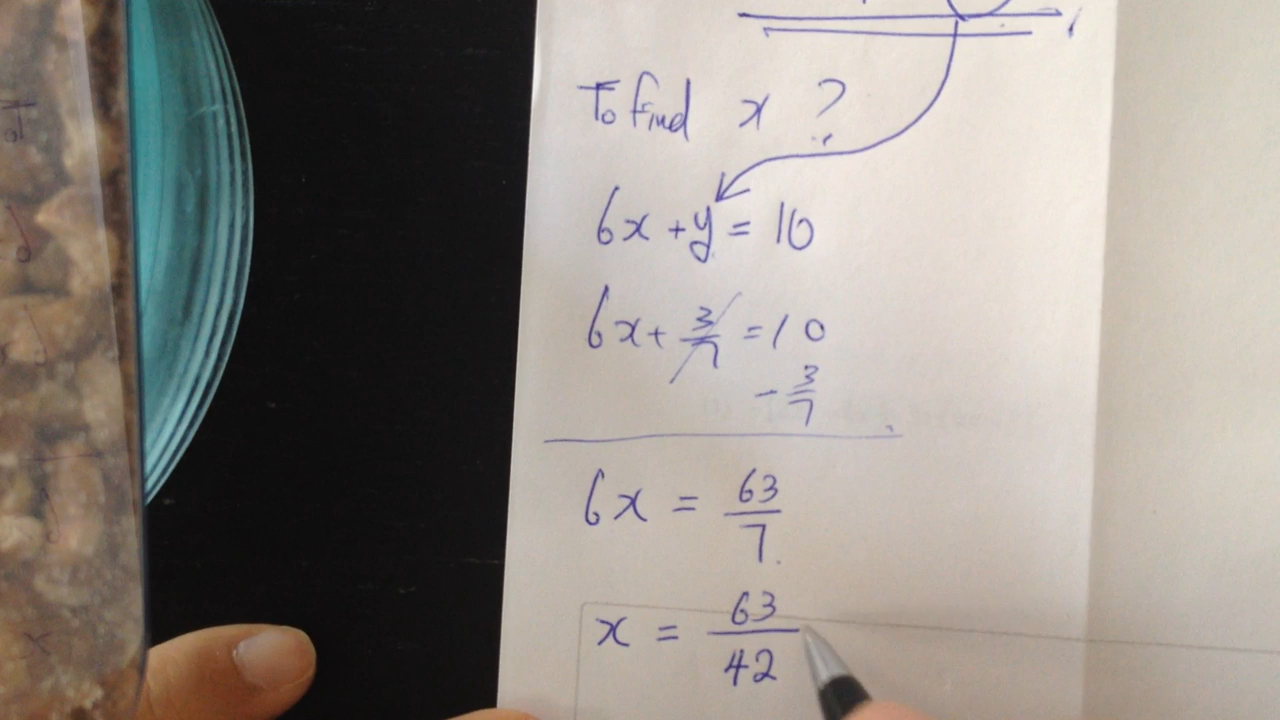 To find x ?
6x + y = 10
6x + 3/7 = 10
- 3/7
6x = 63/7
x = 63/42